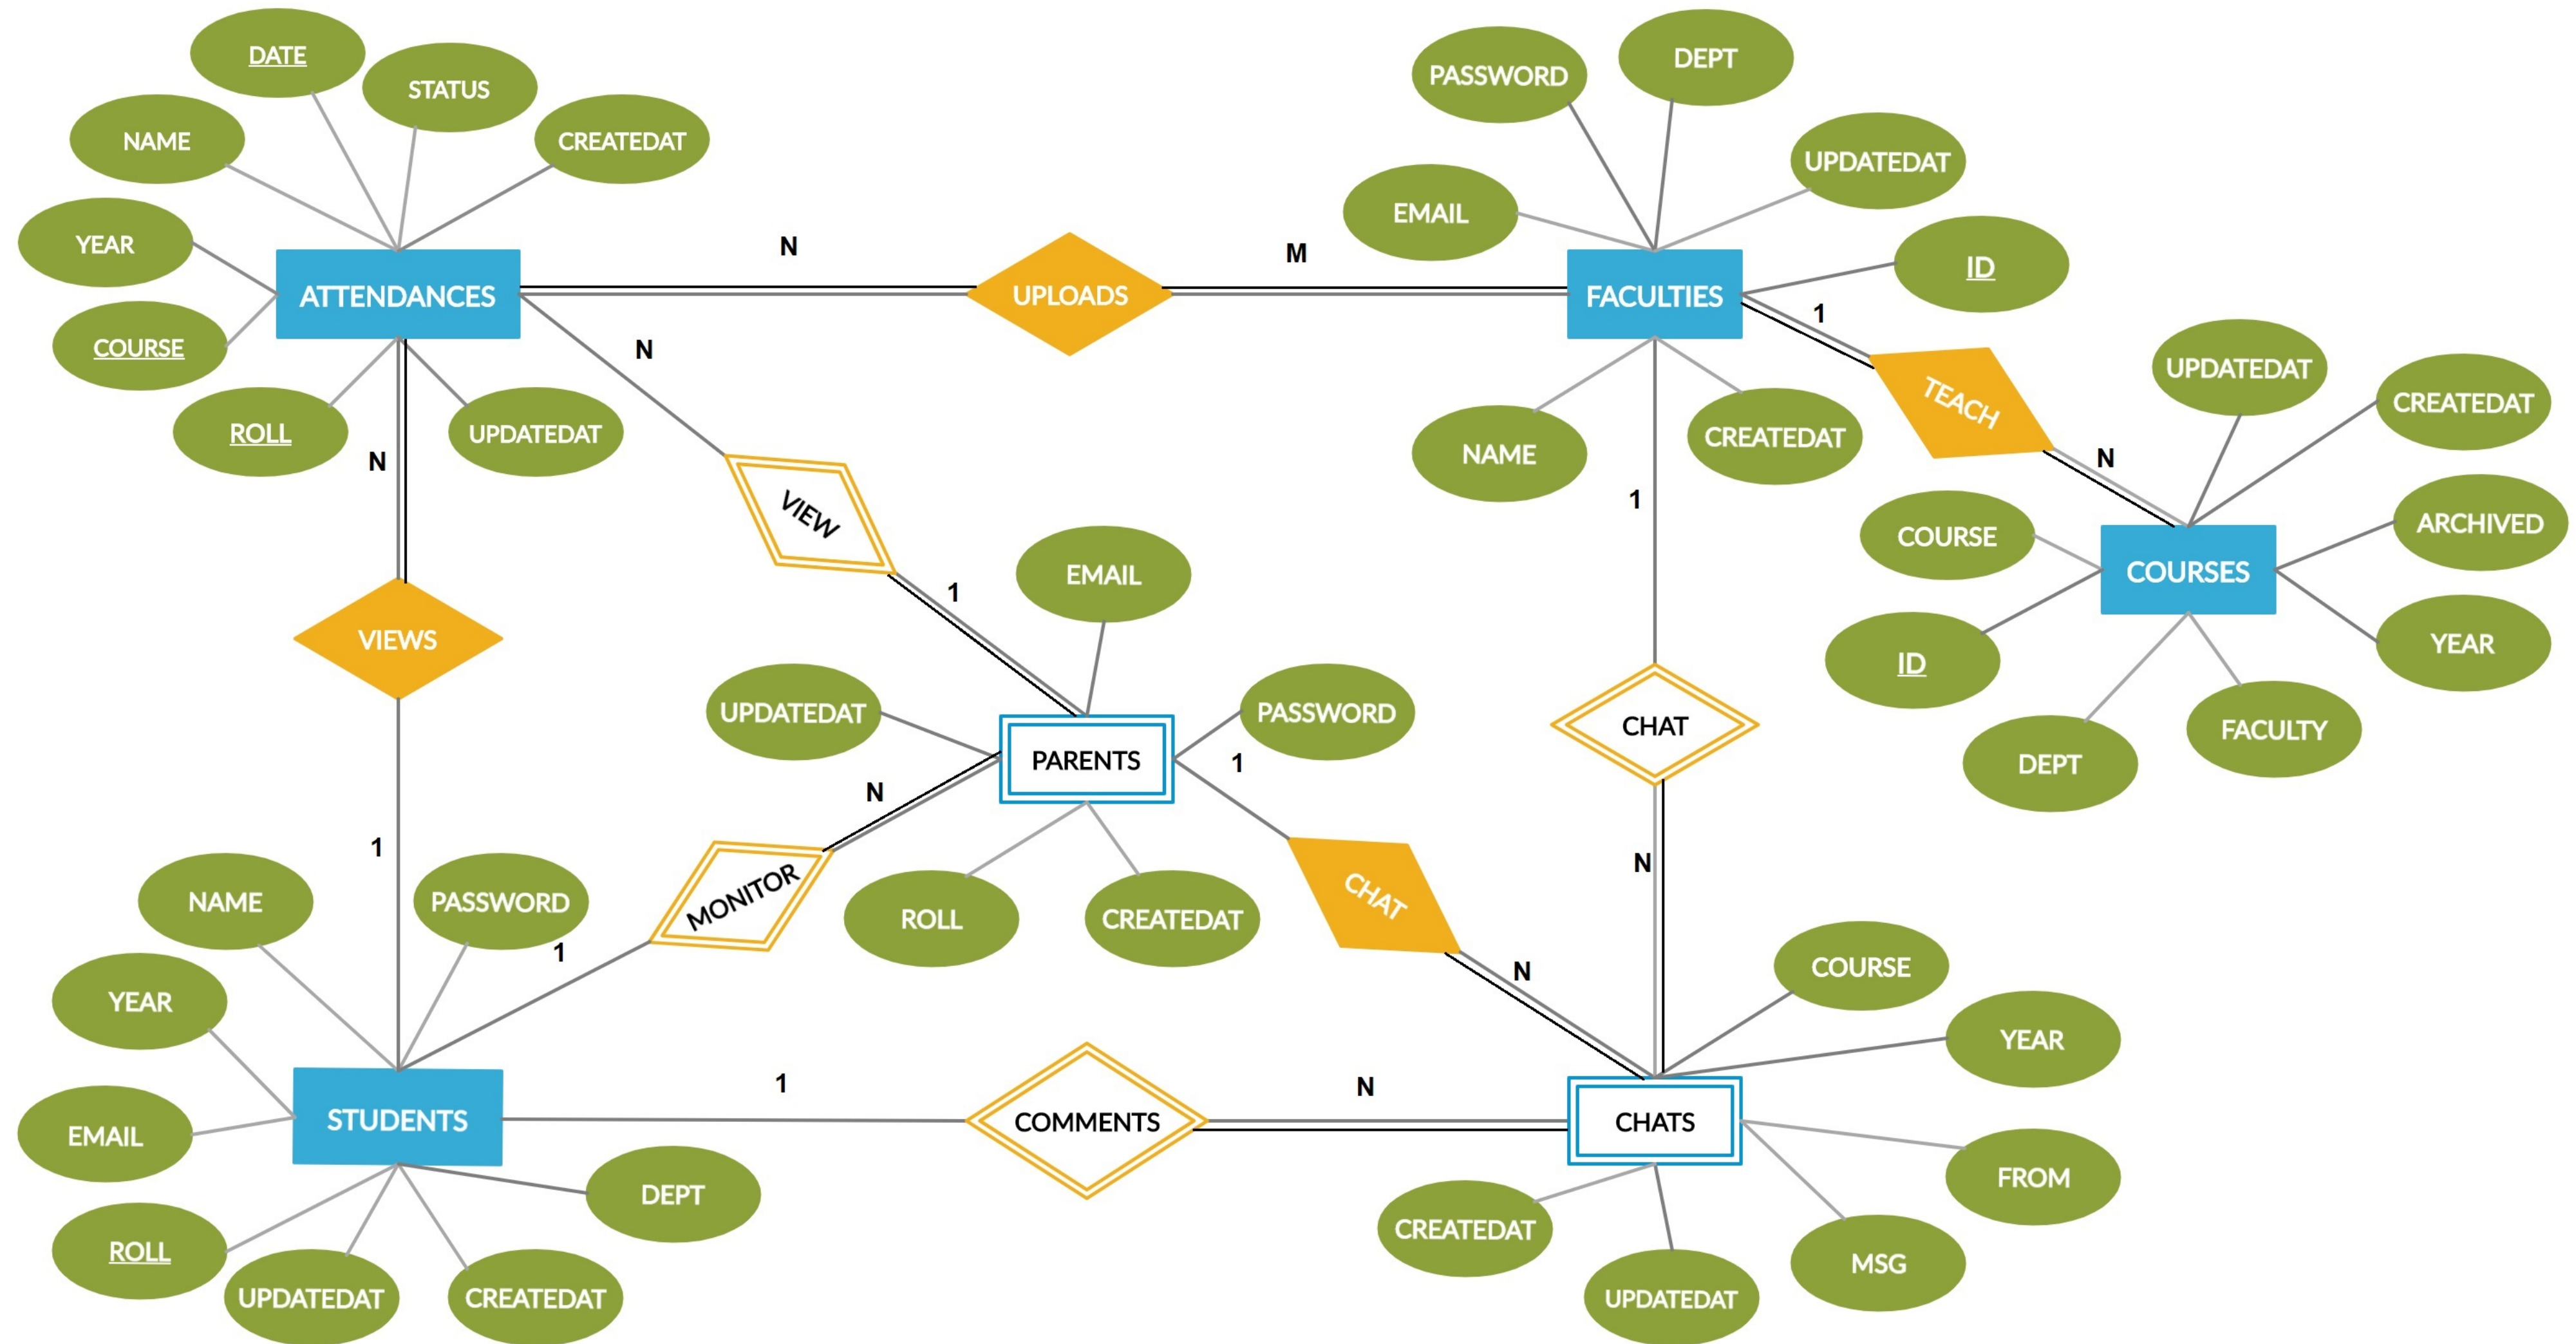 DATE
STATUS
NAME
CREATEDAT
YEAR
ATTENDANCES
COURSE
ROLL
UPDATEDAT
N
UPLOADS
M
PASSWORD
DEPT
UPDATEDAT
EMAIL
ID
FACULTIES
NAME
CREATEDAT
1
TEACH
N
UPDATEDAT
CREATEDAT
ARCHIVED
COURSE
COURSES
ID
YEAR
DEPT
FACULTY
N
VIEW
1
N
VIEWS
1
EMAIL
UPDATEDAT
PASSWORD
PARENTS
ROLL
CREATEDAT
N
MONITOR
1
1
CHAT
N
1
CHAT
N
NAME
PASSWORD
YEAR
EMAIL
STUDENTS
ROLL
UPDATEDAT
CREATEDAT
DEPT
1
COMMENTS
N
COURSE
YEAR
CHATS
FROM
CREATEDAT
UPDATEDAT
MSG